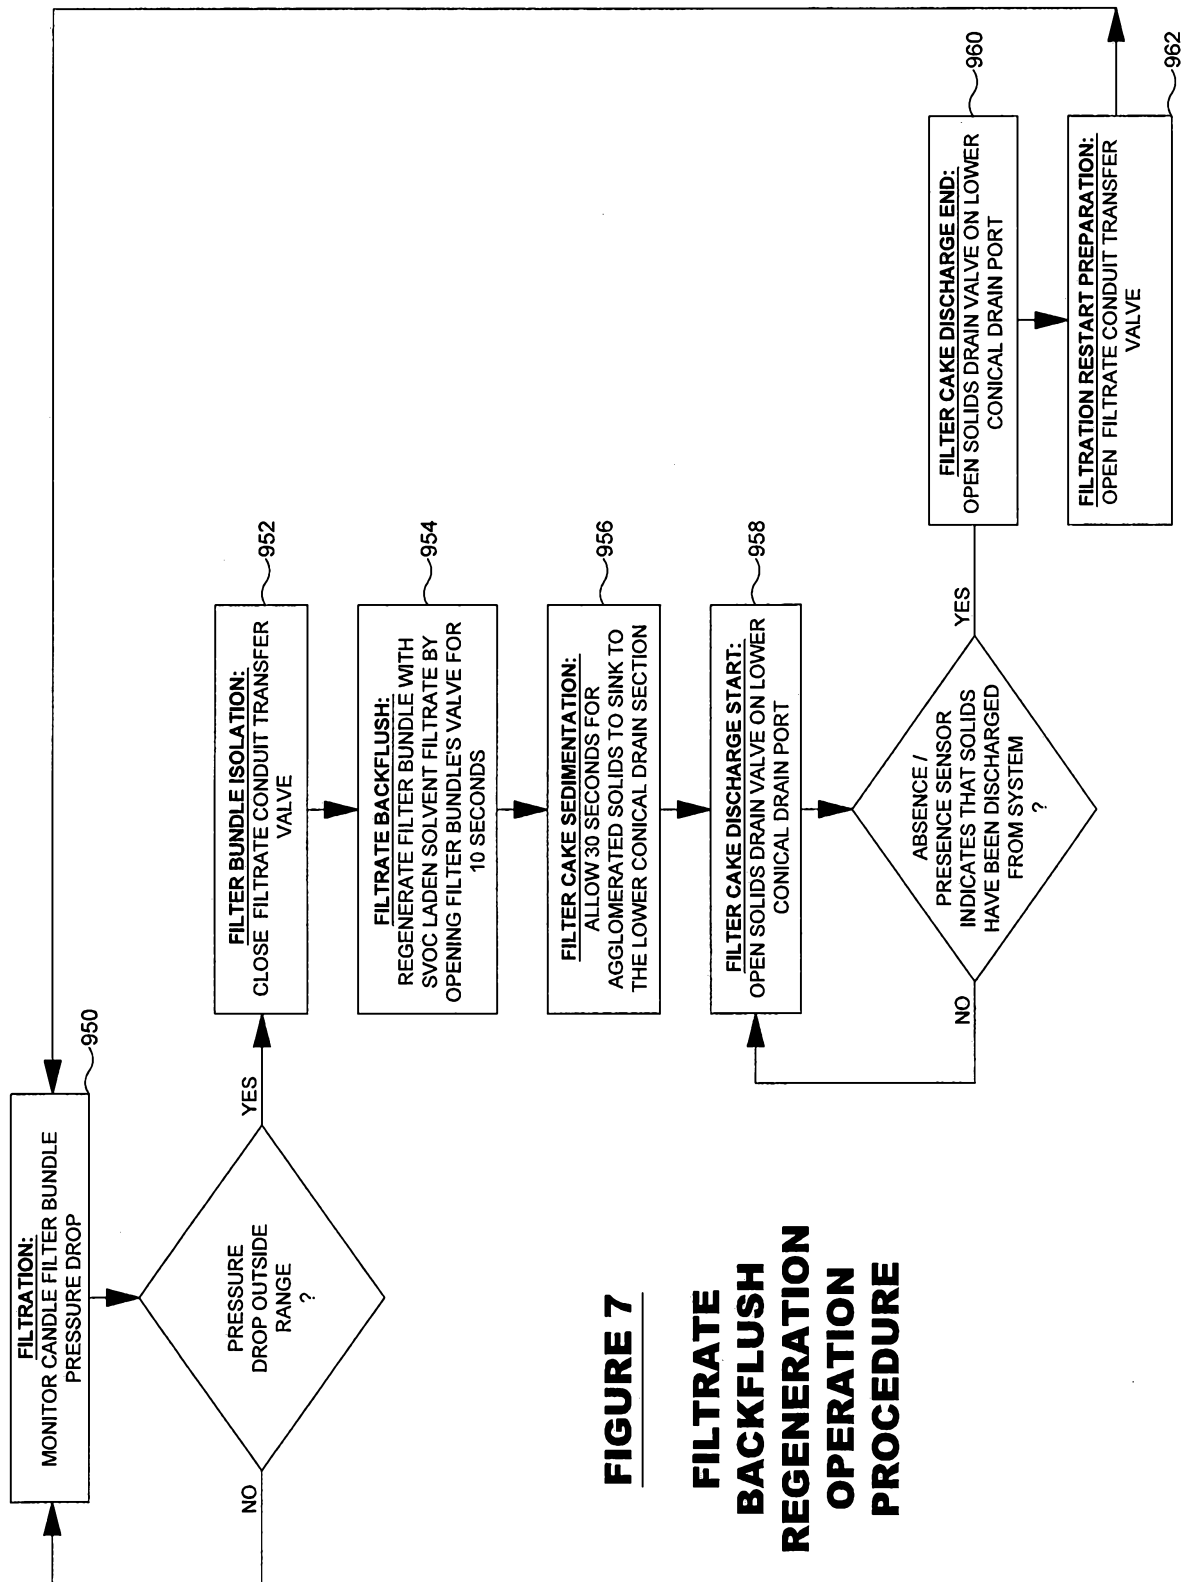 FILTRATION:
MONITOR CANDLE FILTER BUNDLE
PRESSURE DROP
950
PRESSURE
DROP OUTSIDE
RANGE
?
NO
YES
FILTER BUNDLE ISOLATION:
CLOSE FILTRATE CONDUIT TRANSFER
VALVE
952
FILTRATE BACKFLUSH:
REGENERATE FILTER BUNDLE WITH
SVOC LADEN SOLVENT FILTRATE BY
OPENING FILTER BUNDLE'S VALVE FOR
10 SECONDS
954
FILTER CAKE SEDIMENTATION:
ALLOW 30 SECONDS FOR
AGGLOMERATED SOLIDS TO SINK TO
THE LOWER CONICAL DRAIN SECTION
956
FILTER CAKE DISCHARGE START:
OPEN SOLIDS DRAIN VALVE ON LOWER
CONICAL DRAIN PORT
958
ABSENCE /
PRESENCE SENSOR
INDICATES THAT SOLIDS
HAVE BEEN DISCHARGED
FROM SYSTEM
?
NO
YES
FILTER CAKE DISCHARGE END:
OPEN SOLIDS DRAIN VALVE ON LOWER
CONICAL DRAIN PORT
960
FILTRATION RESTART PREPARATION:
OPEN FILTRATE CONDUIT TRANSFER
VALVE
962
FIGURE 7
FILTRATE
BACKFLUSH
REGENERATION
OPERATION
PROCEDURE